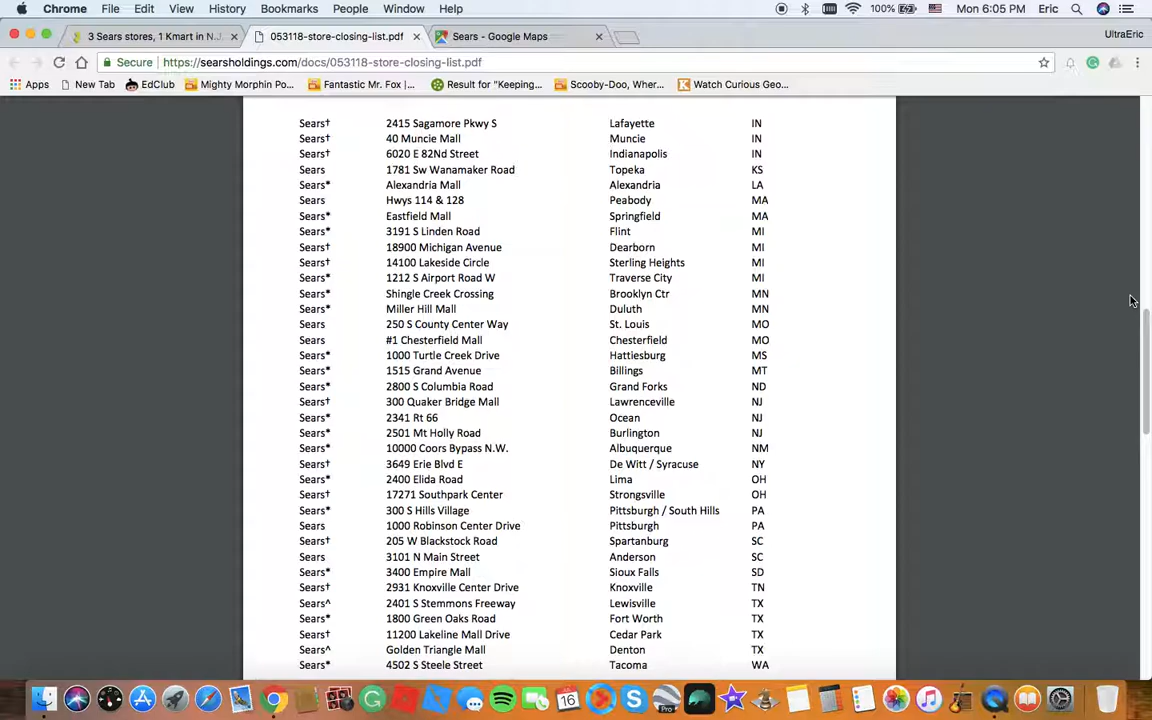 Chrome File Edit View History Bookmarks People Window Help 100% Mon 6:05 PM Eric
3 Sears stores, 1 Kmart in N.J. 053118-store-closing-list.pdf Sears - Google Maps UltraEric
Secure https://searsholdings.com/docs/053118-store-closing-list.pdf
Apps New Tab EdClub Mighty Morphin Po... Fantastic Mr. Fox |... Result for "Keeping... Scooby-Doo, Wher... Watch Curious Geo...
Sears† 2415 Sagamore Pkwy S Lafayette IN
Sears† 40 Muncie Mall Muncie IN
Sears† 6020 E 82Nd Street Indianapolis IN
Sears 1781 Sw Wanamaker Road Topeka KS
Sears* Alexandria Mall Alexandria LA
Sears Hwys 114 & 128 Peabody MA
Sears* Eastfield Mall Springfield MA
Sears* 3191 S Linden Road Flint MI
Sears† 18900 Michigan Avenue Dearborn MI
Sears† 14100 Lakeside Circle Sterling Heights MI
Sears* 1212 S Airport Road W Traverse City MI
Sears* Shingle Creek Crossing Brooklyn Ctr MN
Sears* Miller Hill Mall Duluth MN
Sears 250 S County Center Way St. Louis MO
Sears #1 Chesterfield Mall Chesterfield MO
Sears* 1000 Turtle Creek Drive Hattiesburg MS
Sears* 1515 Grand Avenue Billings MT
Sears* 2800 S Columbia Road Grand Forks ND
Sears† 300 Quaker Bridge Mall Lawrenceville NJ
Sears* 2341 Rt 66 Ocean NJ
Sears* 2501 Mt Holly Road Burlington NJ
Sears* 10000 Coors Bypass N.W. Albuquerque NM
Sears† 3649 Erie Blvd E De Witt / Syracuse NY
Sears* 2400 Elida Road Lima OH
Sears† 17271 Southpark Center Strongsville OH
Sears* 300 S Hills Village Pittsburgh / South Hills PA
Sears 1000 Robinson Center Drive Pittsburgh PA
Sears† 205 W Blackstock Road Spartanburg SC
Sears 3101 N Main Street Anderson SC
Sears* 3400 Empire Mall Sioux Falls SD
Sears† 2931 Knoxville Center Drive Knoxville TN
Sears^ 2401 S Stemmons Freeway Lewisville TX
Sears* 1800 Green Oaks Road Fort Worth TX
Sears† 11200 Lakeline Mall Drive Cedar Park TX
Sears^ Golden Triangle Mall Denton TX
Sears* 4502 S Steele Street Tacoma WA
16
Pro